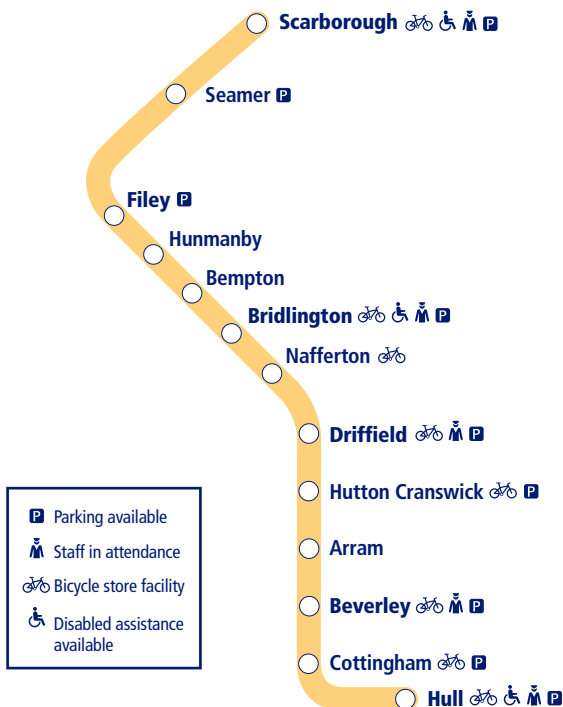 Scarborough P
Seamer P
Filey P
Hunmanby
Bempton
Bridlington P
Nafferton
Driffield P
Hutton Cranswick P
Arram
Beverley P
Cottingham P
Hull P
P Parking available
Staff in attendance
Bicycle store facility
Disabled assistance
available